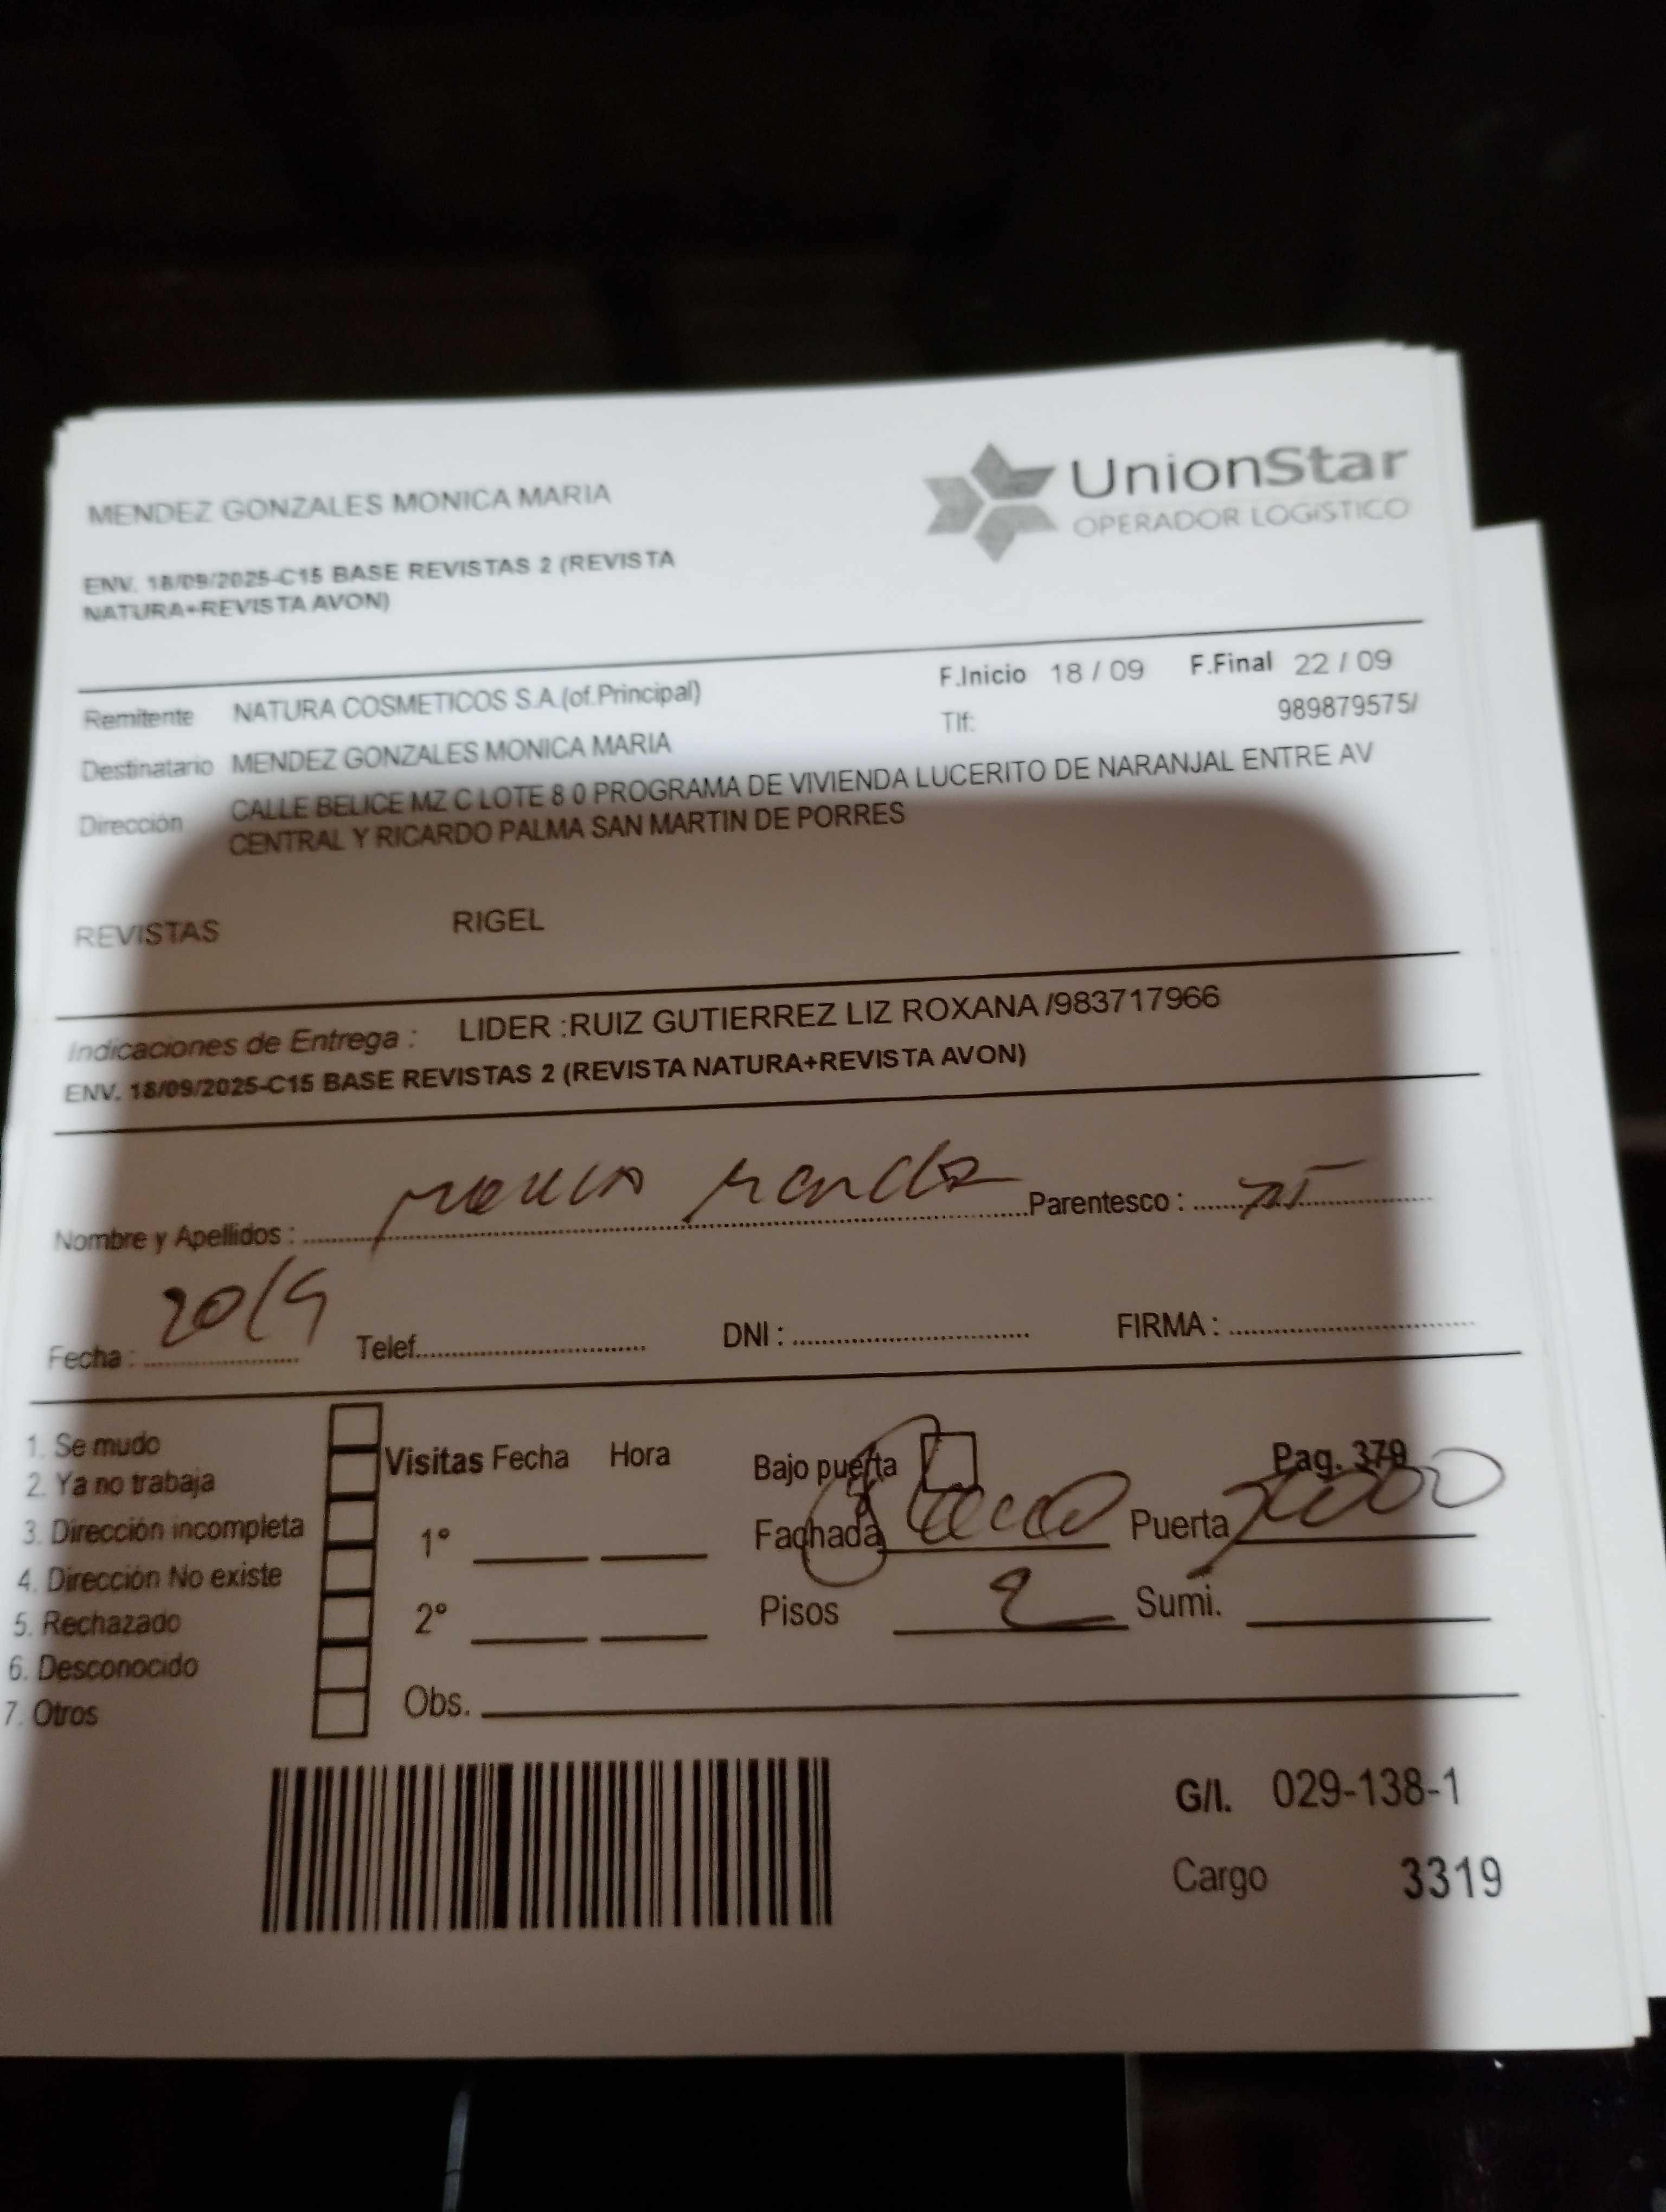 MENDEZ GONZALES MONICA MARIA
UnionStar
OPERADOR LOGISTICO
ENV. 18/09/2025-C15 BASE REVISTAS 2 (REVISTA
NATURA+REVISTA AVON)
F.Inicio 18 / 09 F.Final 22 / 09
Remitente NATURA COSMETICOS S.A.(of.Principal)
Tlf: 989879575/
Destinatario MENDEZ GONZALES MONICA MARIA
Dirección CALLE BELICE MZ C LOTE 8 0 PROGRAMA DE VIVIENDA LUCERITO DE NARANJAL ENTRE AV
CENTRAL Y RICARDO PALMA SAN MARTIN DE PORRES
REVISTAS RIGEL
Indicaciones de Entrega : LIDER :RUIZ GUTIERREZ LIZ ROXANA /983717966
ENV. 18/09/2025-C15 BASE REVISTAS 2 (REVISTA NATURA+REVISTA AVON)
Nombre y Apellidos : Parentesco :
Fecha : 20/9 Telef. DNI : FIRMA :
1. Se mudo
2. Ya no trabaja
3. Dirección incompleta
4. Dirección No existe
5. Rechazado
6. Desconocido
7. Otros
Visitas Fecha Hora
1°
2°
Obs.
Bajo puerta Pag. 379
Fachada Puerta
Pisos 2 Sumi.
G/I. 029-138-1
Cargo 3319